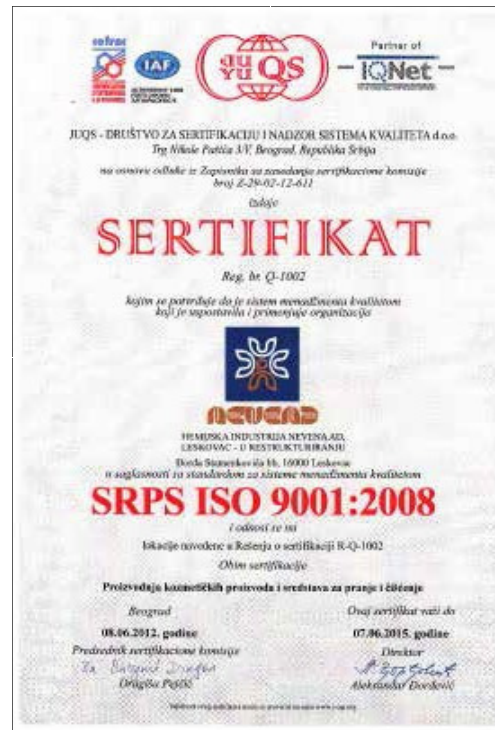 IAF
YU QS
Partner of
IQNet
JUQS - DRUŠTVO ZA SERTIFIKACIJU I NADZOR SISTEMA KVALITETA d.o.o.
Trg Nikole Pašića 3/V, Beograd, Republika Srbija
na osnovu odluke iz Zapisnika sa zasedanja sertifikacione komisije
broj Z-29-02-12-611
izdaje
SERTIFIKAT
Reg. br. Q-1002
kojim se potvrđuje da je sistem menadžmenta kvalitetom
koji je uspostavila i primenjuje organizacija
HEMIJSKA INDUSTRIJA NEVENA AD,
LESKOVAC - U RESTRUKTURIRANJU
Đorđa Stamenkovića bb, 16000 Leskovac
u saglasnosti sa standardom za sisteme menadžmenta kvalitetom
SRPS ISO 9001:2008
i odnosi se na
lokacije navedene u Rešenju o sertifikaciji R-Q-1002
Obim sertifikacije
Proizvodnja kozmetičkih proizvoda i sredstava za pranje i čišćenje
Beograd
08.06.2012. godine
Predsednik sertifikacione komisije
Ovaj sertifikat važi do
07.06.2015. godine
Direktor
Aleksandar Đorđević